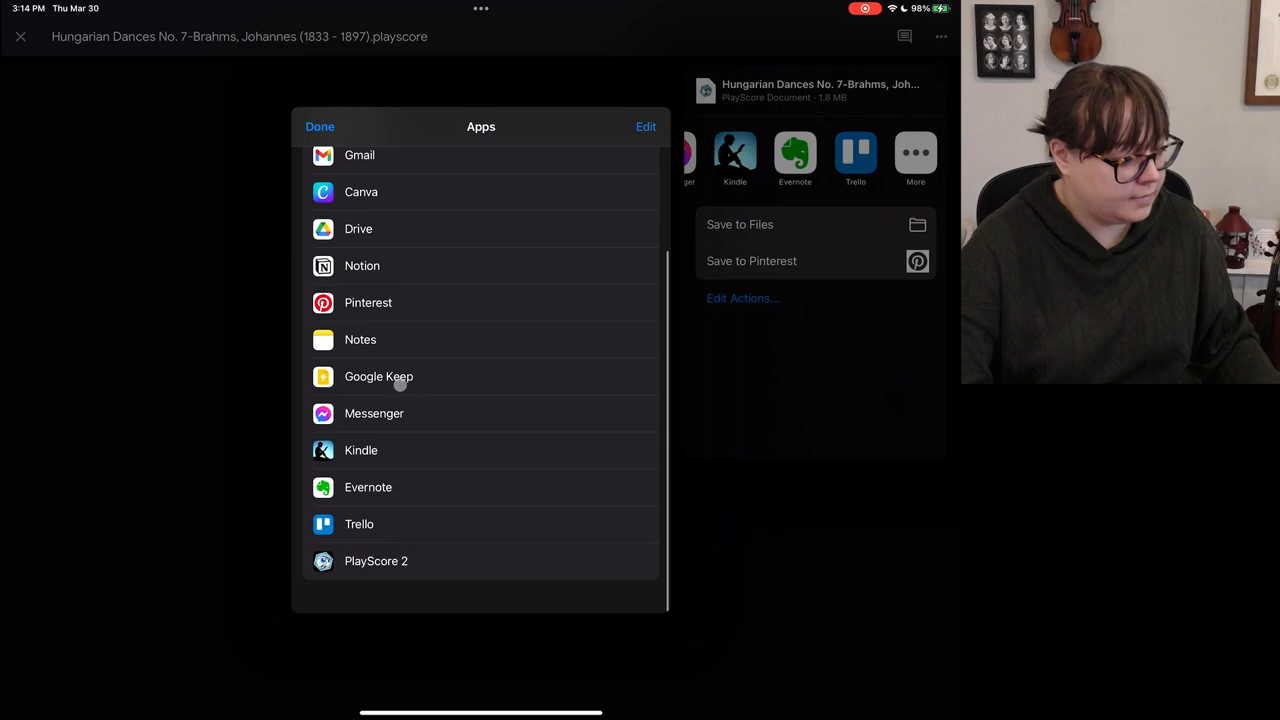 3:14 PM Thu Mar 30
98%
Hungarian Dances No. 7-Brahms, Johannes (1833 - 1897).playscore
Hungarian Dances No. 7-Brahms, Joh...
PlayScore Document · 1.8 MB
Done
Apps
Edit
Gmail
Canva
Drive
Notion
Pinterest
Notes
Google Keep
Messenger
Kindle
Evernote
Trello
PlayScore 2
ger
Kindle
Evernote
Trello
More
Save to Files
Save to Pinterest
Edit Actions...